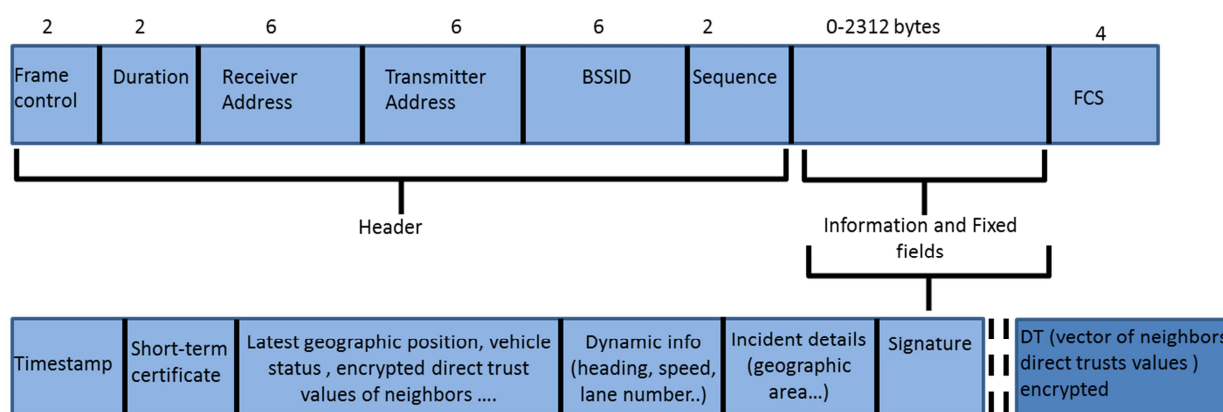 2 2 6 6 6 2 0-2312 bytes 4
Frame
control
Duration
Receiver
Address
Transmitter
Address
BSSID
Sequence
FCS
Header
Information and Fixed
fields
Timestamp
Short-term
certificate
Latest geographic position, vehicle
status , encrypted direct trust
values of neighbors ....
Dynamic info
(heading, speed,
lane number..)
Incident details
(geographic
area...)
Signature
DT (vector of neighbors
direct trusts values )
encrypted